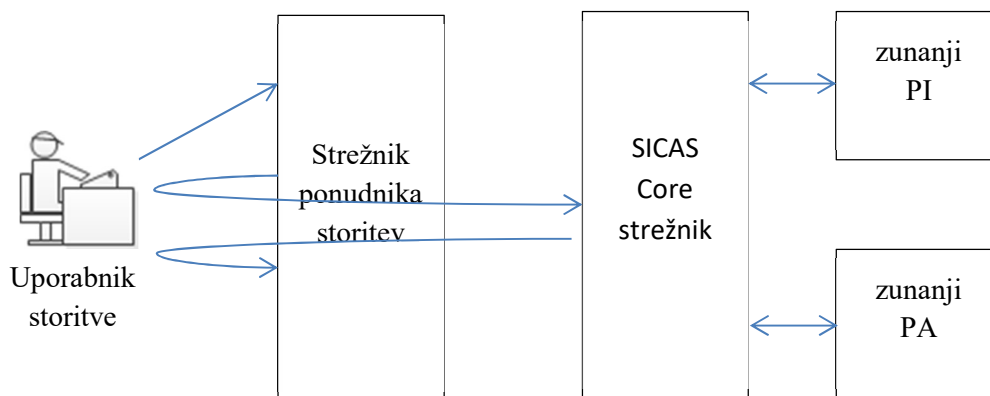 Uporabnik
storitve
Strežnik
ponudnika
storitev
SICAS
Core
strežnik
zunanji
PI
zunanji
PA